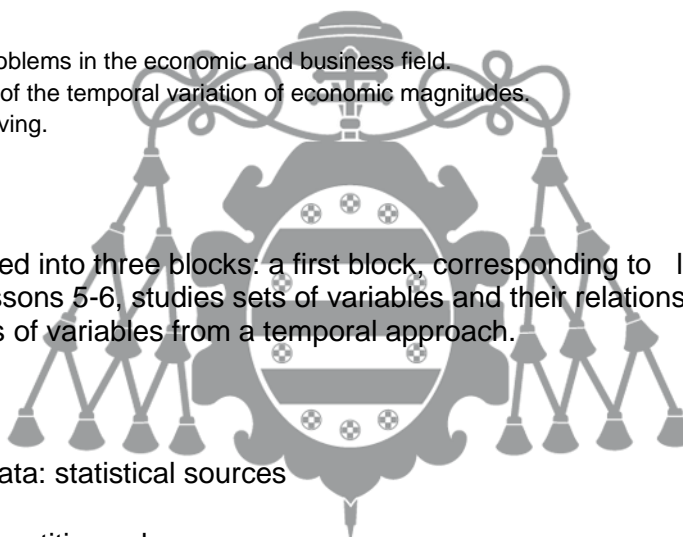 oblems in the economic and business field.
of the temporal variation of economic magnitudes.
ving.
ed into three blocks: a first block, corresponding to l
ssons 5-6, studies sets of variables and their relations
s of variables from a temporal approach.
ata: statistical sources